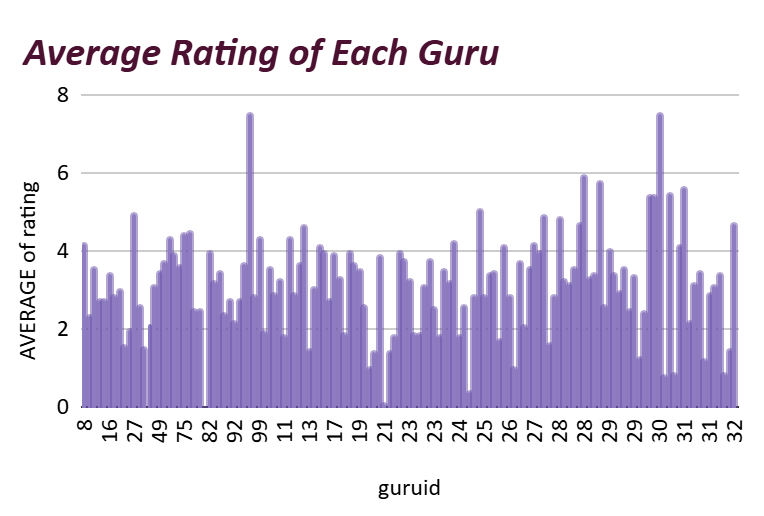 Average Rating of Each Guru
8
6
4
2
0
AVERAGE of rating
8 16 27 49 75 82 92 99 11 13 17 19 21 23 23 24 25 26 27 28 28 29 29 30 31 31 32
guruid